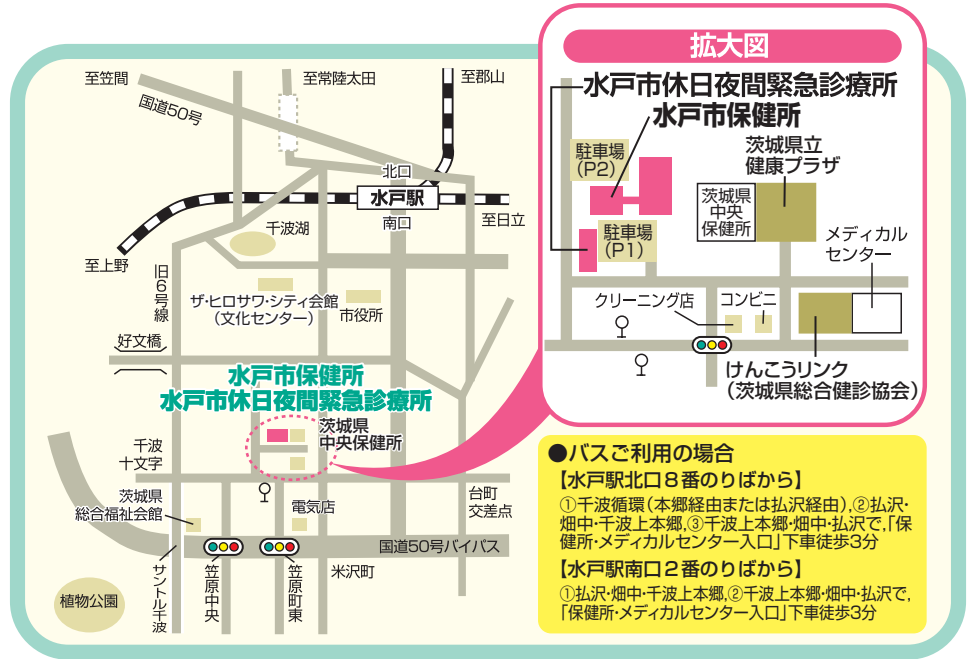 至笠間
国道50号
至常陸太田
至郡山
北口
水戸駅
南口
至日立
至上野
千波湖
旧6号線
ザ・ヒロサワ・シティ会館
（文化センター）
市役所
好文橋
水戸市保健所
水戸市休日夜間緊急診療所
茨城県
中央保健所
千波
十文字
茨城県
総合福祉会館
電気店
台町
交差点
国道50号バイパス
サントル千波
笠原中央
笠原町東
米沢町
植物公園
拡大図
水戸市休日夜間緊急診療所
水戸市保健所
駐車場
(P2)
茨城県立
健康プラザ
茨城県
中央
保健所
駐車場
(P1)
メディカル
センター
クリーニング店
コンビニ
けんこうリンク
（茨城県総合健診協会）
●バスご利用の場合
【水戸駅北口8番のりばから】
①千波循環（本郷経由または払沢経由）,②払沢・
畑中・千波上本郷,③千波上本郷・畑中・払沢で,「保
健所・メディカルセンター入口」下車徒歩3分
【水戸駅南口2番のりばから】
①払沢・畑中・千波上本郷,②千波上本郷・畑中・払沢で,
「保健所・メディカルセンター入口」下車徒歩3分